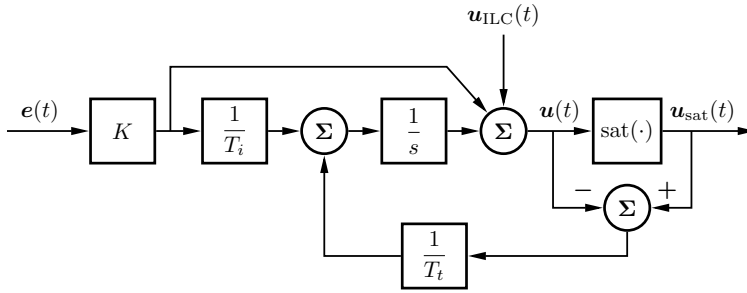 u_ILC(t)
e(t)
K
1/T_i
Σ
1/s
Σ
u(t)
sat(·)
u_sat(t)
−
Σ
+
1/T_t